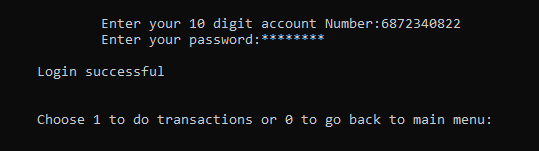 Enter your 10 digit account Number:6872340822
Enter your password:********
Login successful
Choose 1 to do transactions or 0 to go back to main menu: